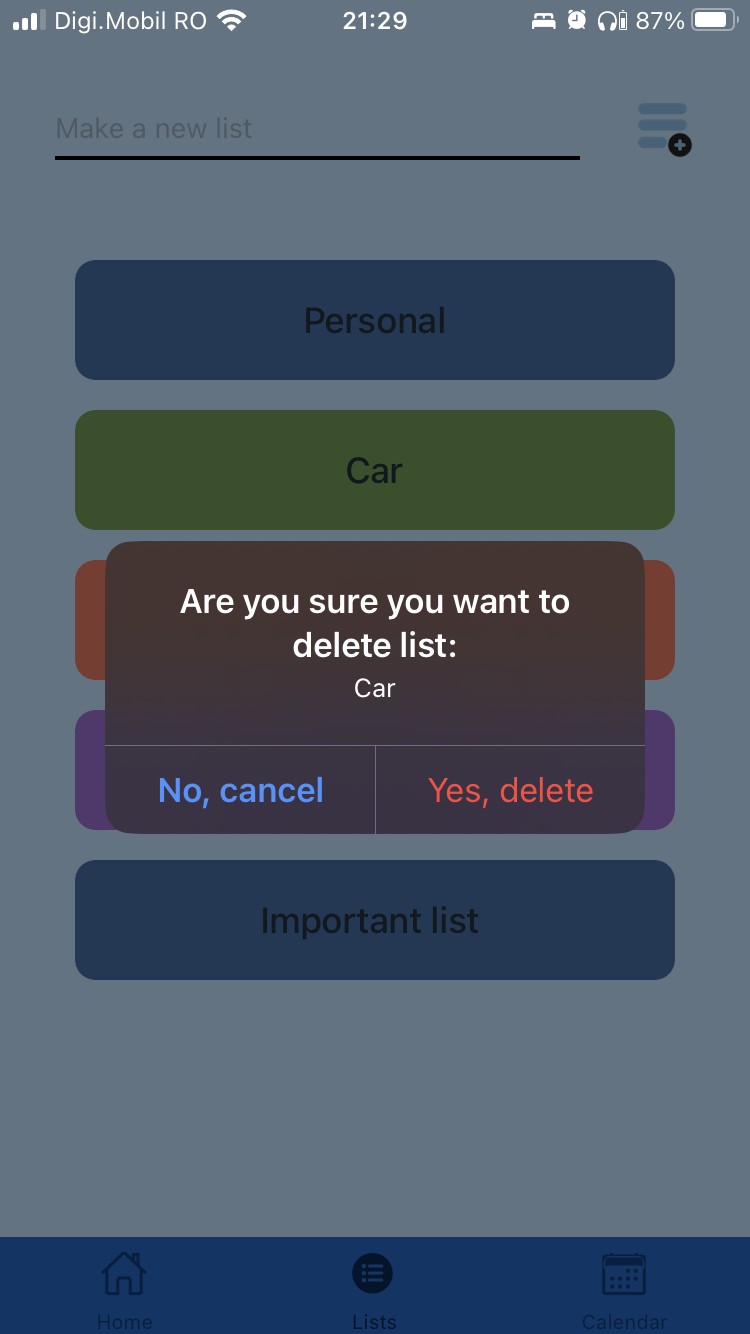 Digi.Mobil RO 21:29 87%
Make a new list
Personal
Car
Are you sure you want to
delete list:
Car
No, cancel Yes, delete
Important list
Home Lists Calendar